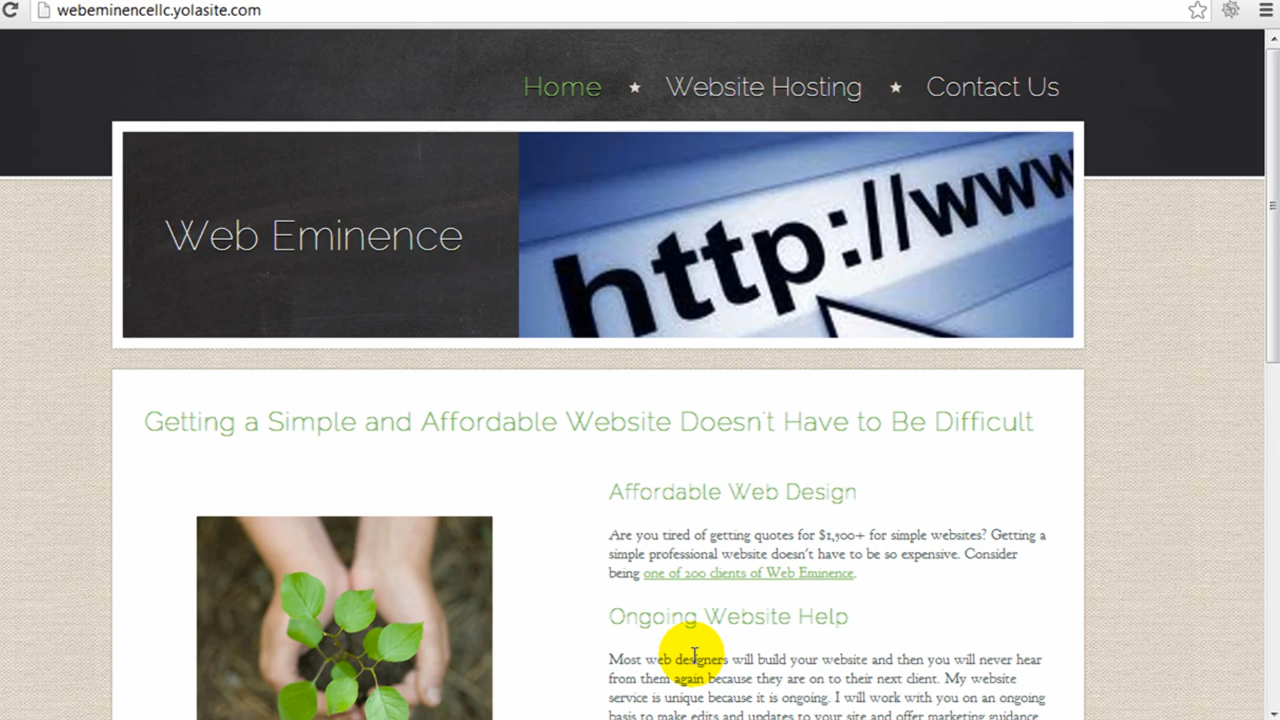 webeminencellc.yolasite.com
Home ★ Website Hosting ★ Contact Us
Web Eminence
http://www
Getting a Simple and Affordable Website Doesn't Have to Be Difficult
Affordable Web Design
Are you tired of getting quotes for $1,500+ for simple websites? Getting a
simple professional website doesn't have to be so expensive. Consider
being one of 200 clients of Web Eminence.
Ongoing Website Help
Most web designers will build your website and then you will never hear
from them again because they are on to their next client. My website
service is unique because it is ongoing. I will work with you on an ongoing
basis to make edits and updates to your site and offer marketing guidance